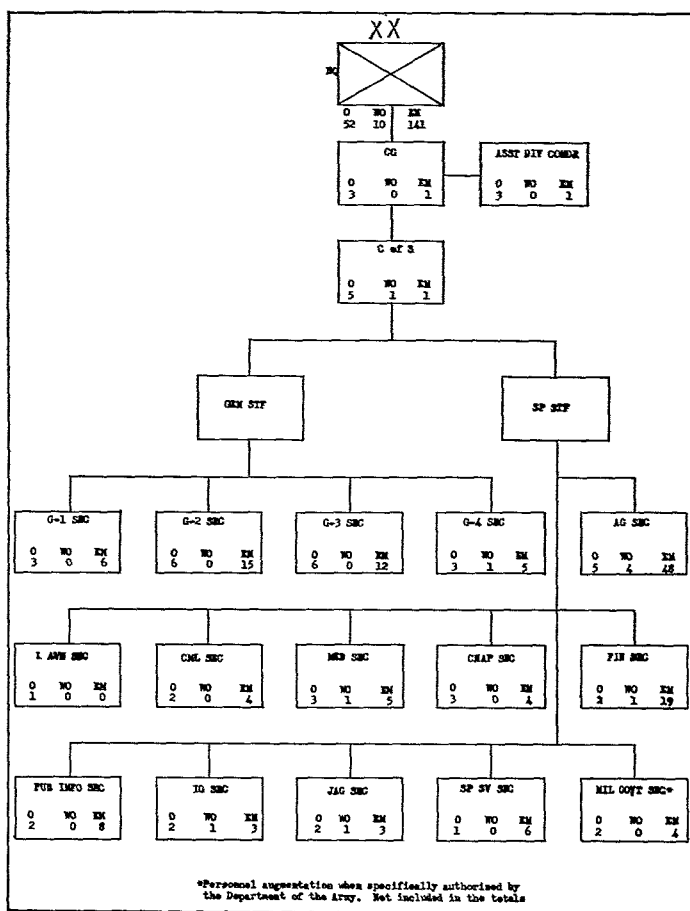 XX
HQ
O WO EM
52 10 141
CG
O WO EM
3 0 1
ASST DIV COMDR
O WO EM
3 0 1
C of S
O WO EM
5 1 1
GEN STF
SP STF
G-1 SEC
O WO EM
3 0 6
G-2 SEC
O WO EM
6 0 15
G-3 SEC
O WO EM
6 0 12
G-4 SEC
O WO EM
3 1 5
AG SEC
O WO EM
5 4 48
L AVN SEC
O WO EM
1 0 0
CML SEC
O WO EM
2 0 4
MED SEC
O WO EM
3 1 5
CHAP SEC
O WO EM
3 0 4
FIN SEC
O WO EM
2 1 19
PUB INFO SEC
O WO EM
2 0 8
IG SEC
O WO EM
2 1 3
JAG SEC
O WO EM
2 1 3
SP SV SEC
O WO EM
1 0 6
MIL GOVT SEC*
O WO EM
2 0 4
*Personnel augmentation when specifically authorized by
the Department of the Army. Not included in the totals